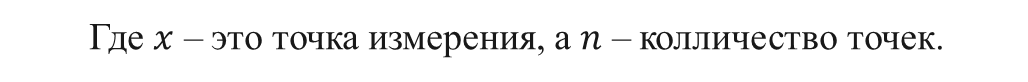 Где x – это точка измерения, а n – колличество точек.